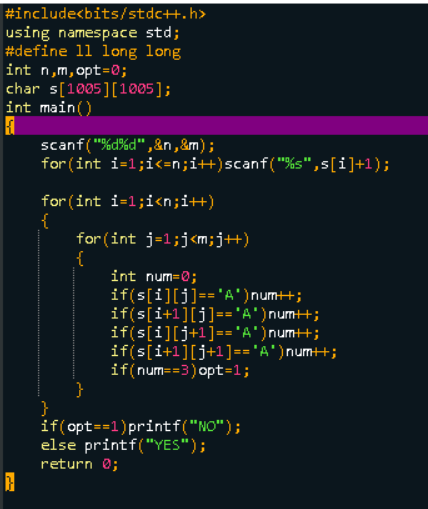 #include<bits/stdc++.h>
using namespace std;
#define ll long long
int n,m,opt=0;
char s[1005][1005];
int main()
{
    scanf("%d%d",&n,&m);
    for(int i=1;i<=n;i++)scanf("%s",s[i]+1);
    for(int i=1;i<n;i++)
    {
        for(int j=1;j<m;j++)
        {
            int num=0;
            if(s[i][j]=='A')num++;
            if(s[i+1][j]=='A')num++;
            if(s[i][j+1]=='A')num++;
            if(s[i+1][j+1]=='A')num++;
            if(num==3)opt=1;
        }
    }
    if(opt==1)printf("NO");
    else printf("YES");
    return 0;
}